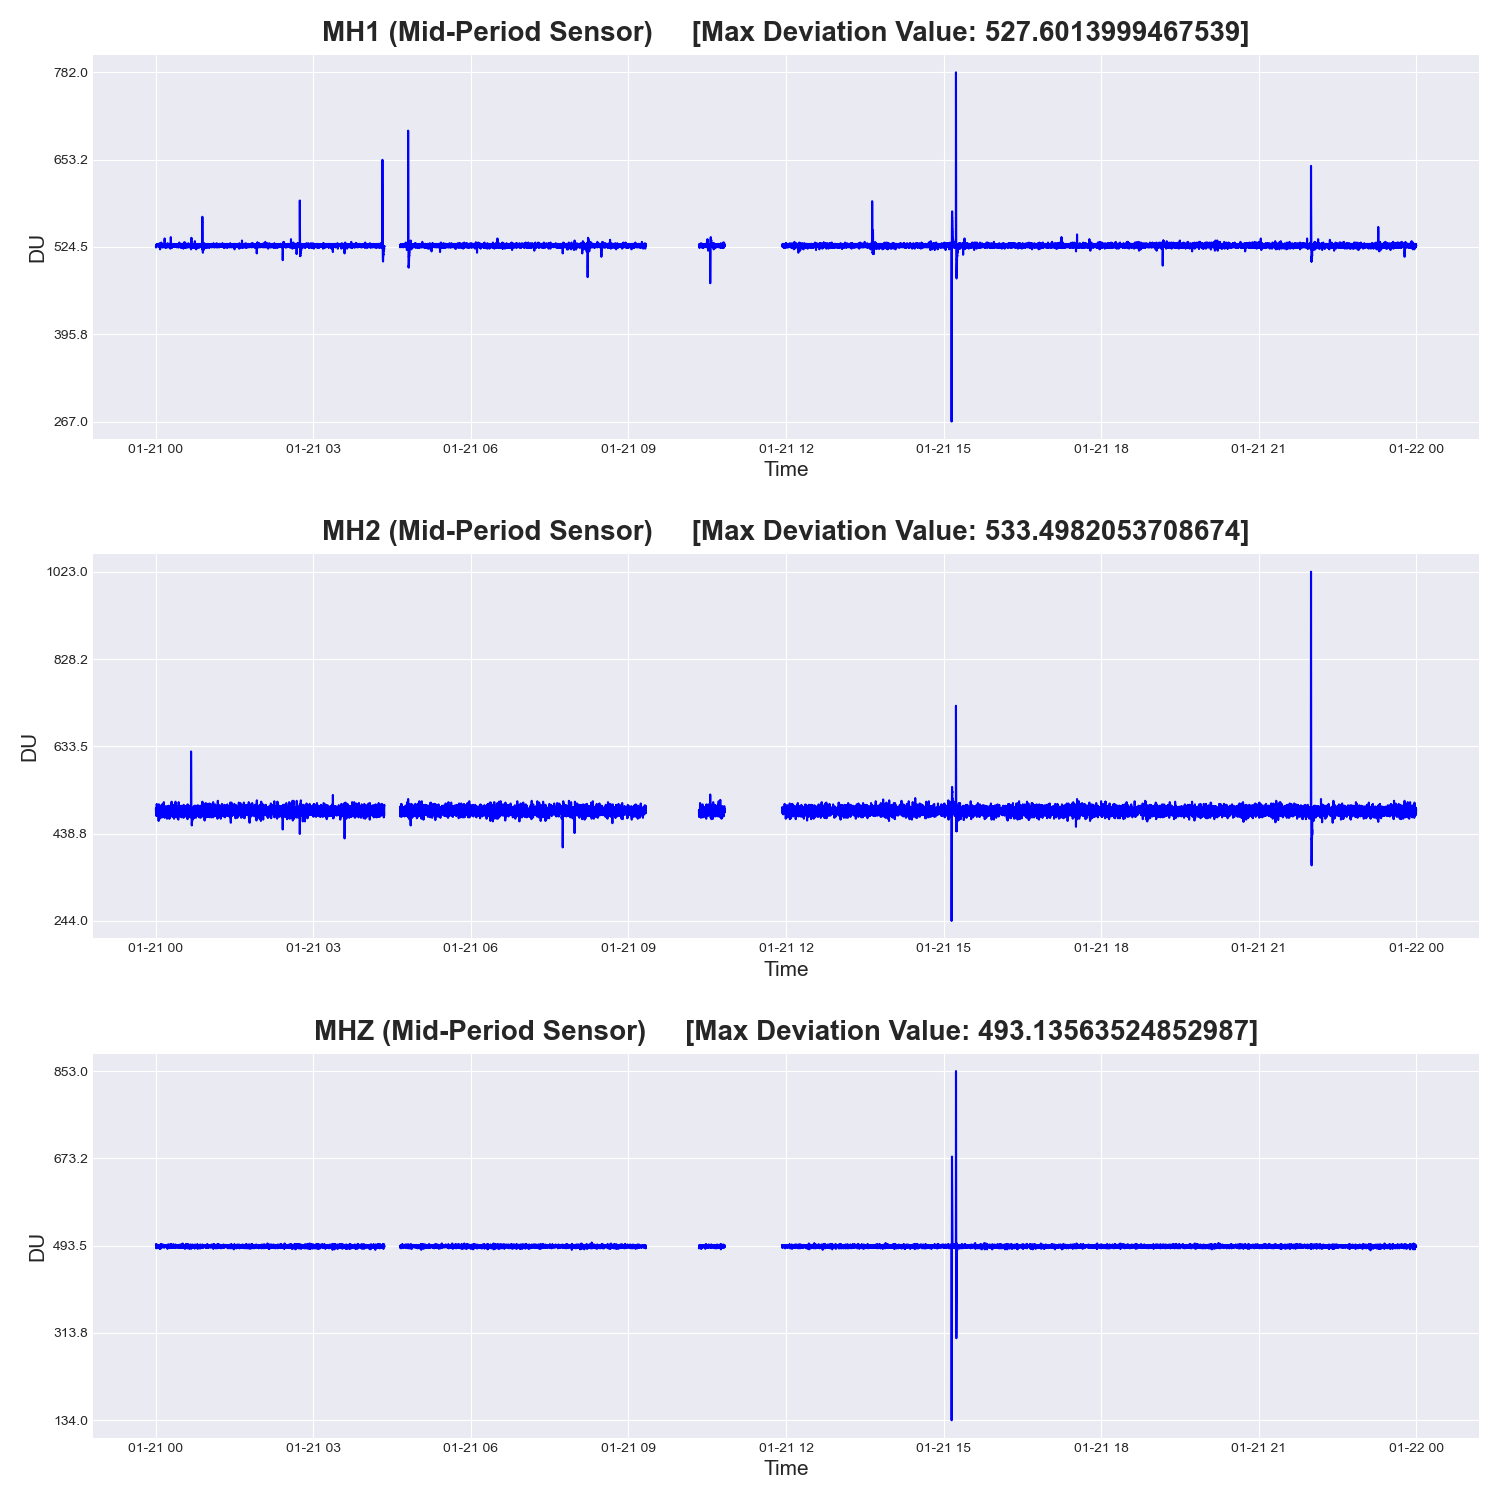 MH1 (Mid-Period Sensor) [Max Deviation Value: 527.6013999467539]
782.0
653.2
524.5
395.8
267.0
DU
01-21 00 01-21 03 01-21 06 01-21 09 01-21 12 01-21 15 01-21 18 01-21 21 01-22 00
Time
MH2 (Mid-Period Sensor) [Max Deviation Value: 533.4982053708674]
1023.0
828.2
633.5
438.8
244.0
DU
01-21 00 01-21 03 01-21 06 01-21 09 01-21 12 01-21 15 01-21 18 01-21 21 01-22 00
Time
MHZ (Mid-Period Sensor) [Max Deviation Value: 493.13563524852987]
853.0
673.2
493.5
313.8
134.0
DU
01-21 00 01-21 03 01-21 06 01-21 09 01-21 12 01-21 15 01-21 18 01-21 21 01-22 00
Time